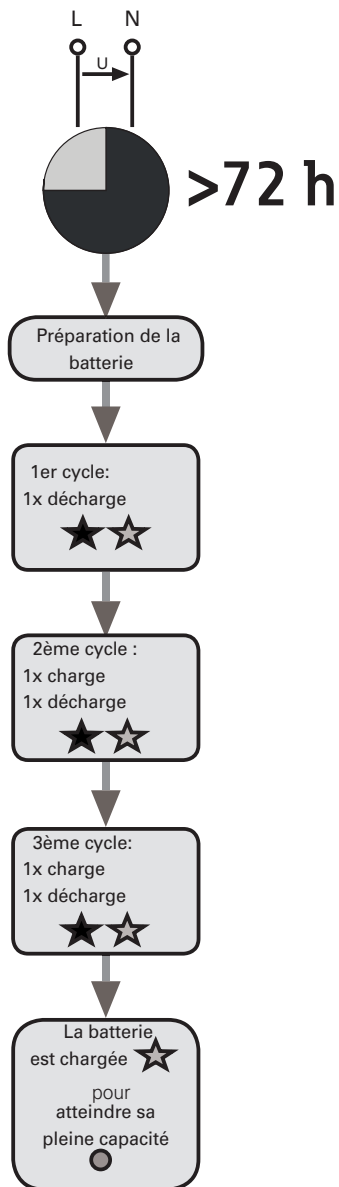 L N
U
>72 h
Préparation de la
batterie
1er cycle:
1x décharge
2ème cycle :
1x charge
1x décharge
3ème cycle:
1x charge
1x décharge
La batterie
est chargée
pour
atteindre sa
pleine capacité